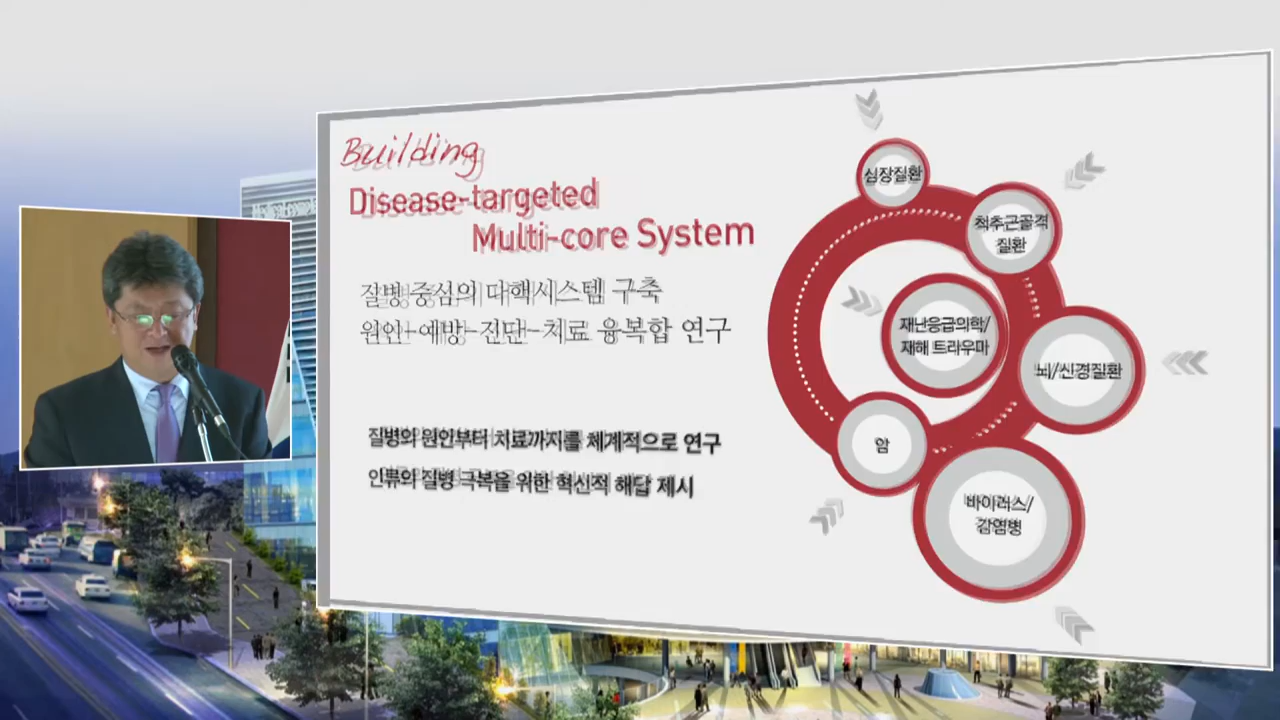 Building
Disease-targeted
Multi-core System
질병 중심의 다핵시스템 구축
원인-예방-진단-치료 융복합 연구
질병의 원인부터 치료까지를 체계적으로 연구
인류의 질병 극복을 위한 혁신적 해답 제시
심장질환
척추근골격
질환
재난응급의학/
재해 트라우마
뇌/신경질환
암
바이러스/
감염병